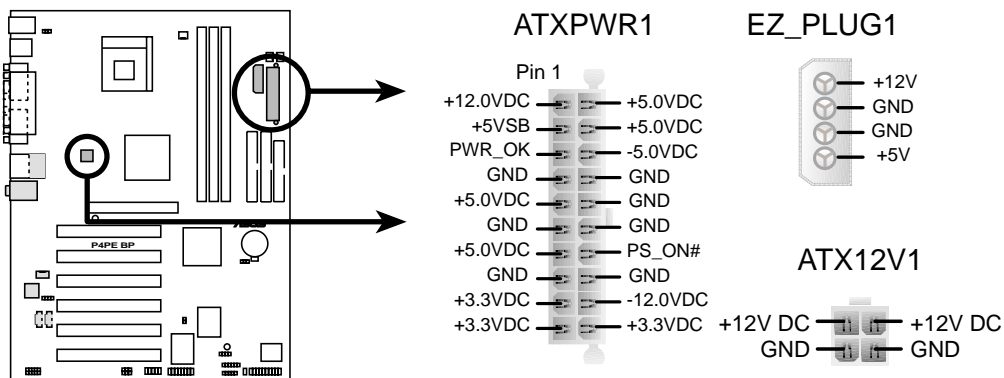 ATXPWR1
EZ_PLUG1
Pin 1
+12.0VDC +5.0VDC
+5VSB +5.0VDC
PWR_OK -5.0VDC
GND GND
+5.0VDC GND
GND GND
+5.0VDC PS_ON#
GND GND
+3.3VDC -12.0VDC
+3.3VDC +3.3VDC
+12V
GND
GND
+5V
ATX12V1
+12V DC +12V DC
GND GND
P4PE BP